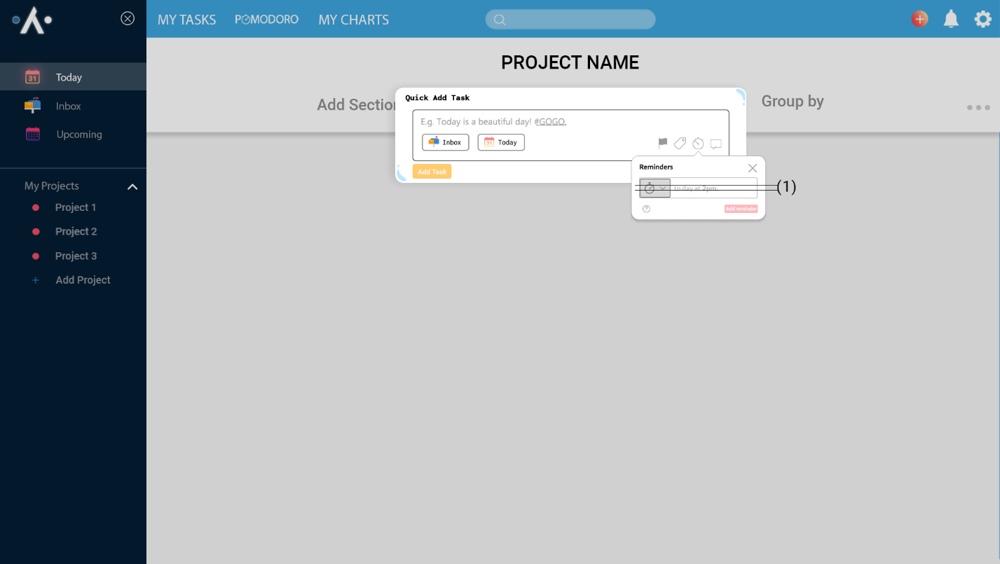 MY TASKS
POMODORO
MY CHARTS
Today
Inbox
Upcoming
My Projects
Project 1
Project 2
Project 3
+ Add Project
PROJECT NAME
Add Section
Group by
Quick Add Task
E.g. Today is a beautiful day! #GOGO.
Inbox
31 Today
Add Task
Reminders
to day at 2pm.
(1)
Add reminder